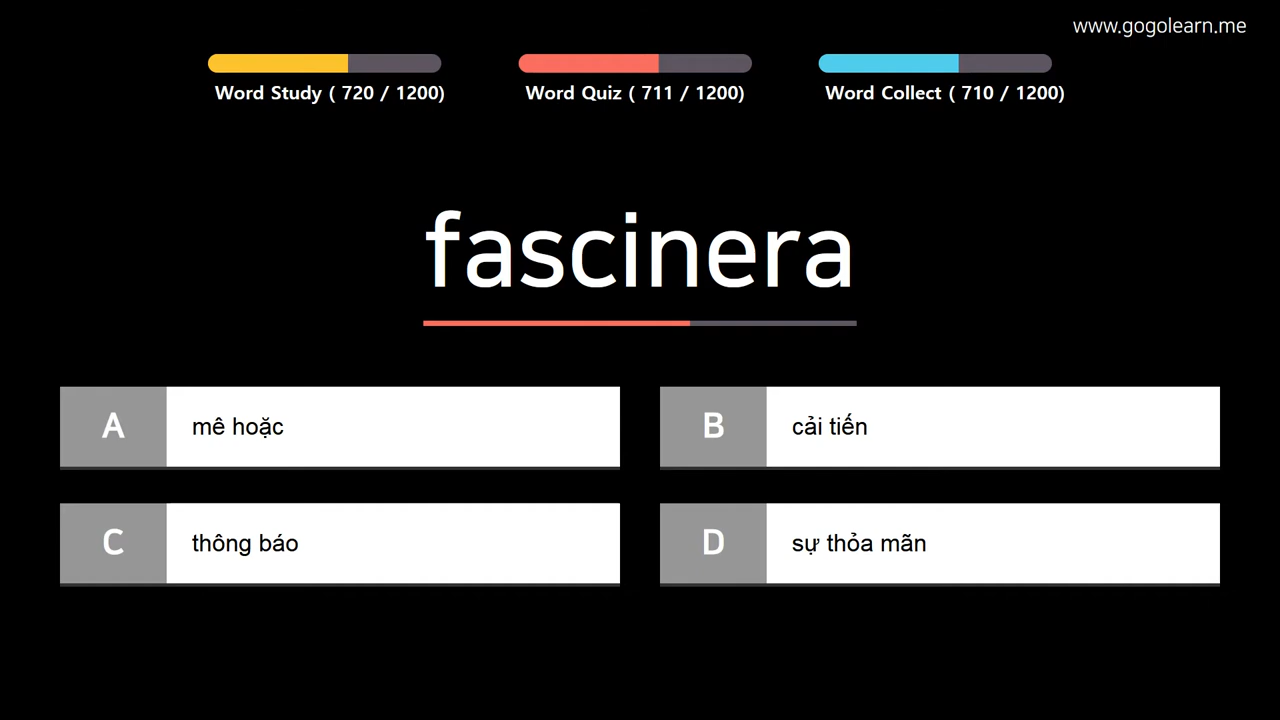 www.gogolearn.me
Word Study ( 720 / 1200)
Word Quiz ( 711 / 1200)
Word Collect ( 710 / 1200)
fascinera
A mê hoặc
B cải tiến
C thông báo
D sự thỏa mãn